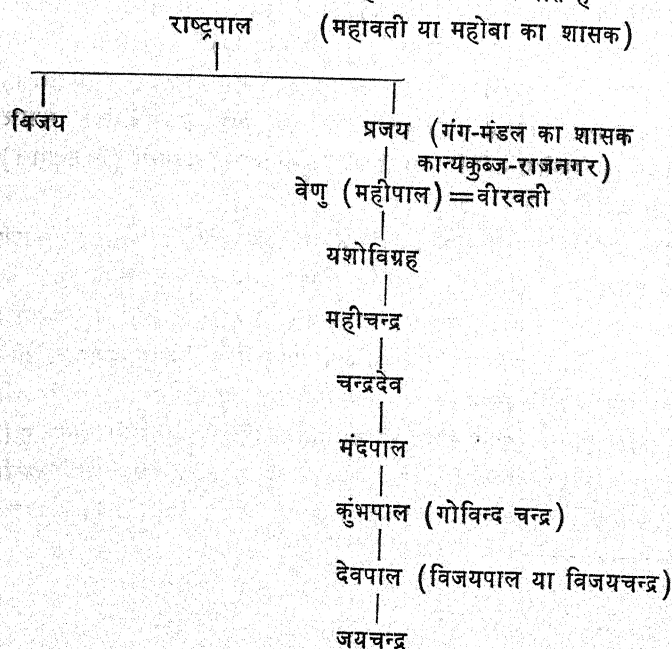 राष्ट्रपाल (महावती या महोबा का शासक)
विजय
प्रजय (गंग-मंडल का शासक
कान्यकुब्ज-राजनगर)
वेणु (महीपाल)=वीरवती
यशोविग्रह
महीचन्द्र
चन्द्रदेव
मंदपाल
कुंभपाल (गोविन्द चन्द्र)
देवपाल (विजयपाल या विजयचन्द्र)
जयचन्द्र